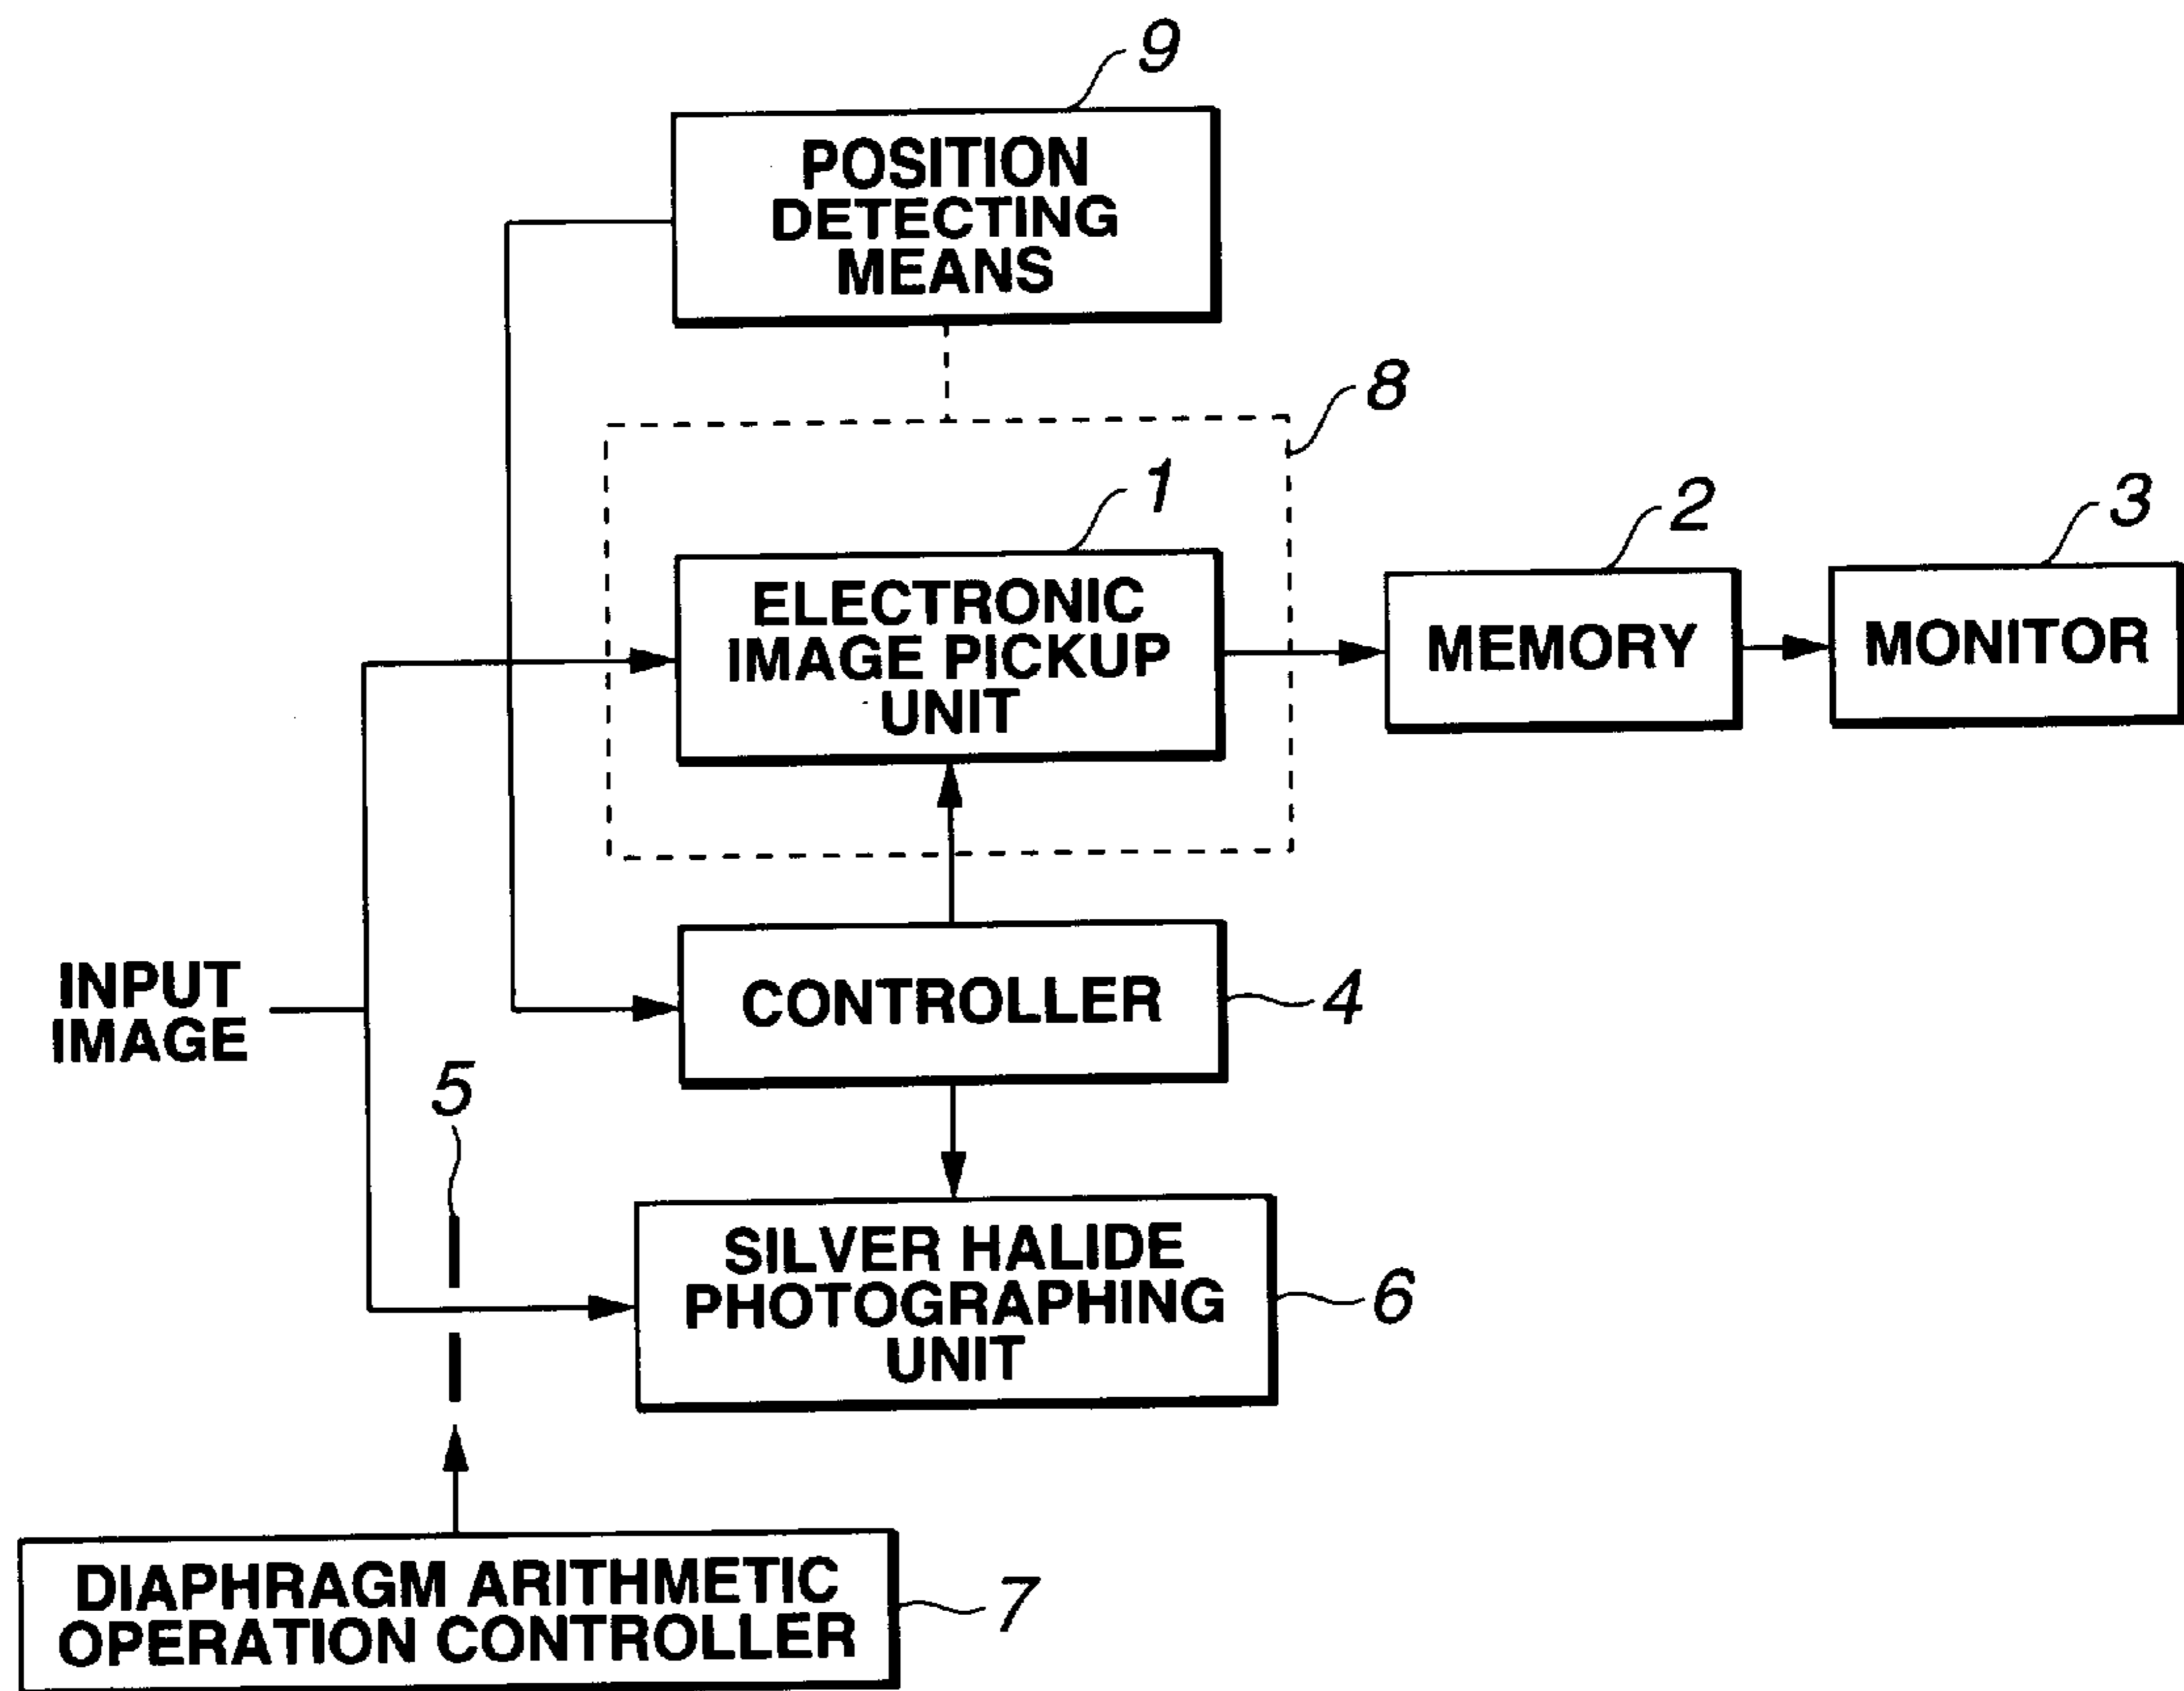 9
POSITION
DETECTING
MEANS
8
1
ELECTRONIC
IMAGE PICKUP
UNIT
2
MEMORY
3
MONITOR
INPUT
IMAGE
CONTROLLER
4
5
SILVER HALIDE
PHOTOGRAPHING
UNIT
6
DIAPHRAGM ARITHMETIC
OPERATION CONTROLLER
7